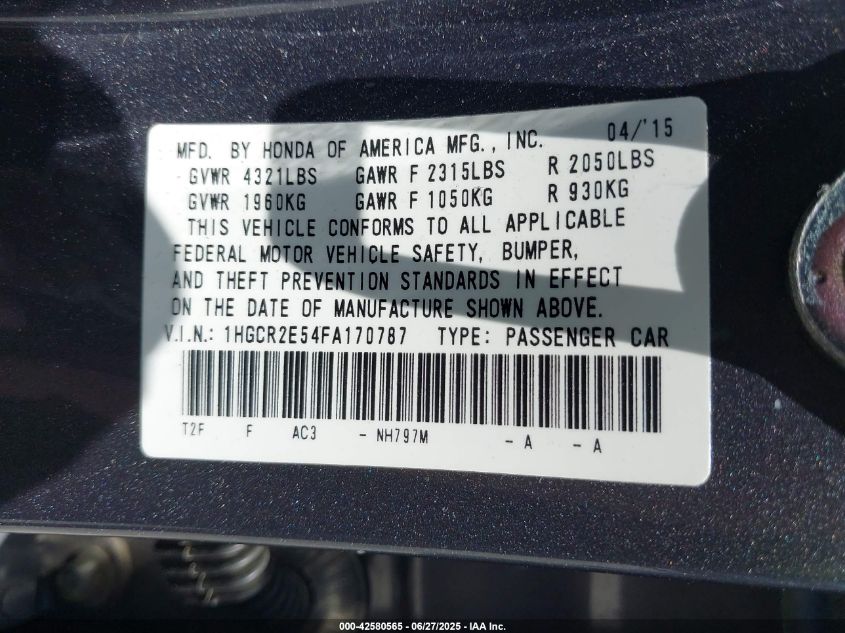 MFD. BY HONDA OF AMERICA MFG., INC. 04/'15
GVWR 4321LBS GAWR F 2315LBS R 2050LBS
GVWR 1960KG GAWR F 1050KG R 930KG
THIS VEHICLE CONFORMS TO ALL APPLICABLE
FEDERAL MOTOR VEHICLE SAFETY, BUMPER,
AND THEFT PREVENTION STANDARDS IN EFFECT
ON THE DATE OF MANUFACTURE SHOWN ABOVE.
V.I.N.: 1HGCR2E54FA170787 TYPE: PASSENGER CAR
T2F F AC3 - NH797M - A - A
000-42580565 - 06/27/2025 - IAA Inc.